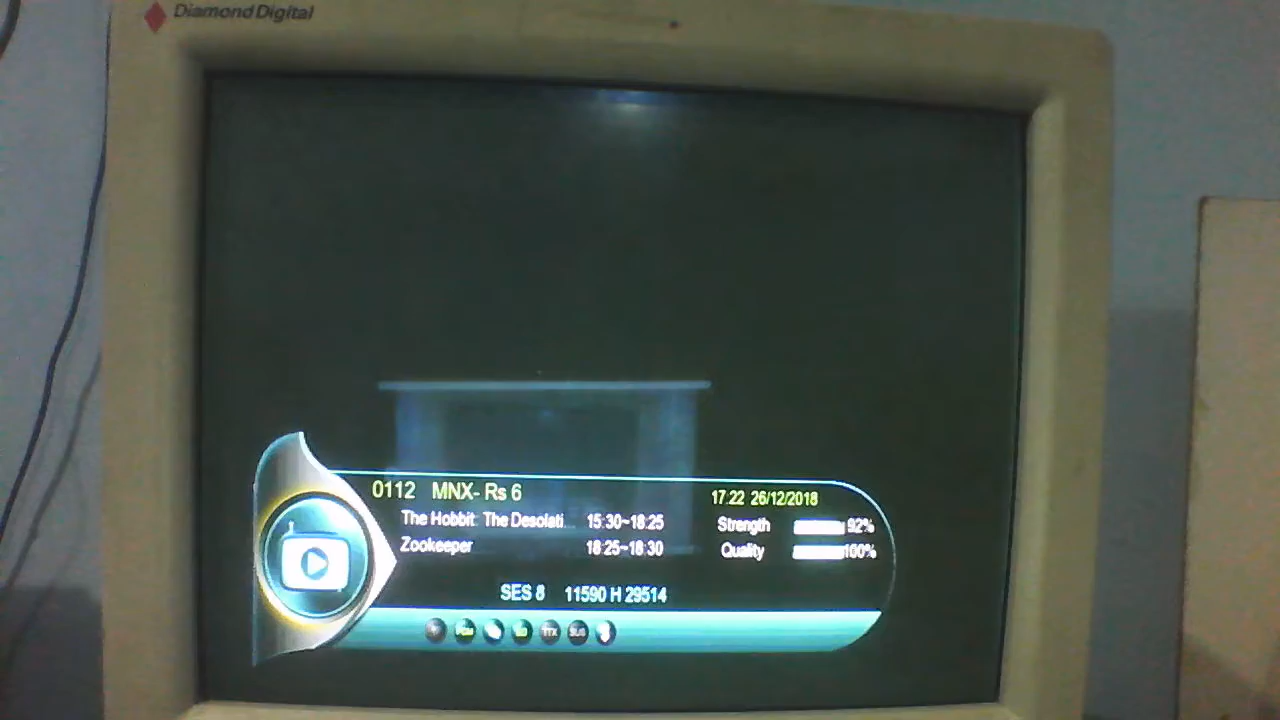 Diamond Digital
0112 MNX- Rs 6
17.22 26/12/2018
The Hobbit: The Desolati... 15:30~18:25
Strength 92%
Zookeeper 18:25~18:30
Quality 100%
SES 8 11590 H 29514
TTX SUB